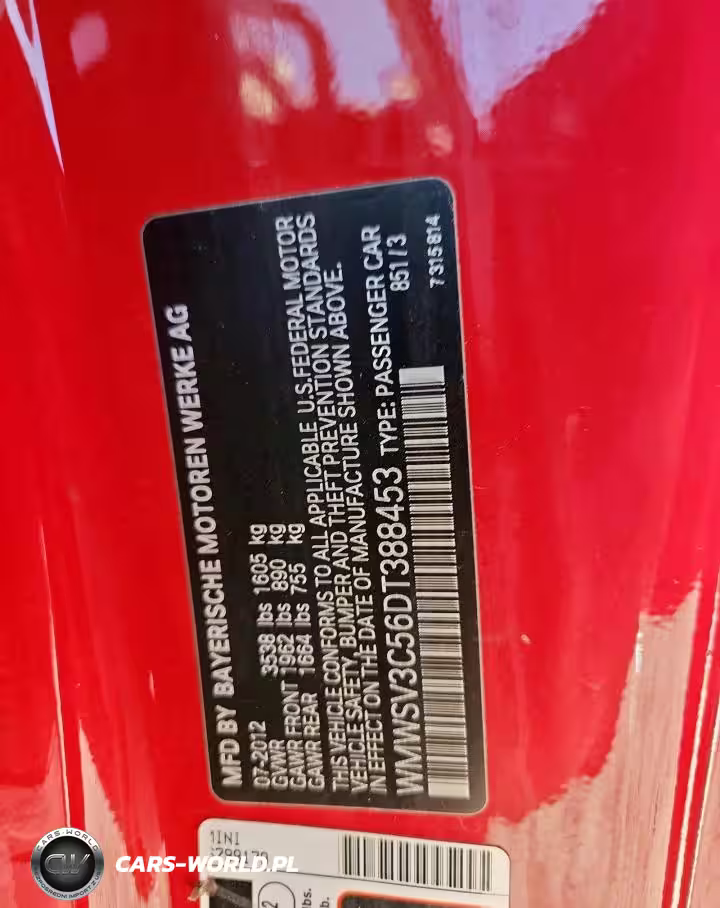 MFD BY BAYERISCHE MOTOREN WERKE AG
07-2012
GVWR 3538 lbs 1605 kg
GAWR FRONT 1962 lbs 890 kg
GAWR REAR 1664 lbs 755 kg
THIS VEHICLE CONFORMS TO ALL APPLICABLE U.S. FEDERAL MOTOR
VEHICLE SAFETY, BUMPER AND THEFT PREVENTION STANDARDS
IN EFFECT ON THE DATE OF MANUFACTURE SHOWN ABOVE.
WMWSV3C56DT388453 TYPE: PASSENGER CAR
851/3
7315814
CARS-WORLD
CW
CARS-WORLD.PL